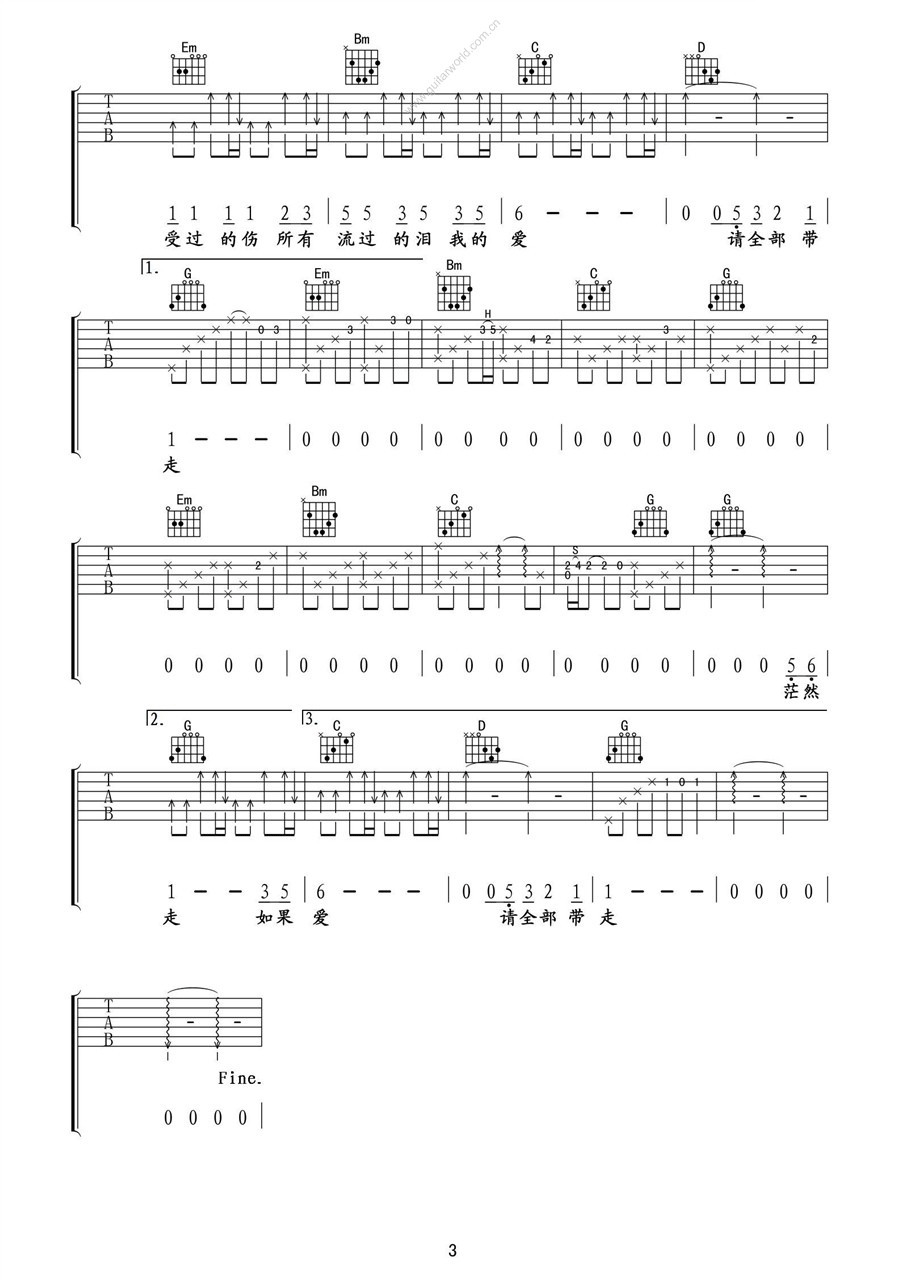 Em Bm C D
www.guitarworld.com.cn
T A B
1 1 1 1 2 3 | 5 5 3 5 3 5 | 6 - - - | 0 0 5 3 2 1
受过的伤 所有 流过的泪 我的 爱 请全部 带
1. G Em Bm C G
H
T A B 0 3 3 3 0 3 5 4 2 3 2
1 - - - | 0 0 0 0 | 0 0 0 0 | 0 0 0 0 | 0 0 0 0 |
走
Em Bm C G G
S
T A B 2 2 4 2 2 0 0
0 0 0 0 | 0 0 0 0 | 0 0 0 0 | 0 0 0 0 | 0 0 0 5 6
茫然
2. G 3. C D G
T A B 1 0 1
1 - - 3 5 | 6 - - - | 0 0 5 3 2 1 | 1 - - - | 0 0 0 0 |
走 如果 爱 请全部 带 走
T A B
Fine.
0 0 0 0 |
3